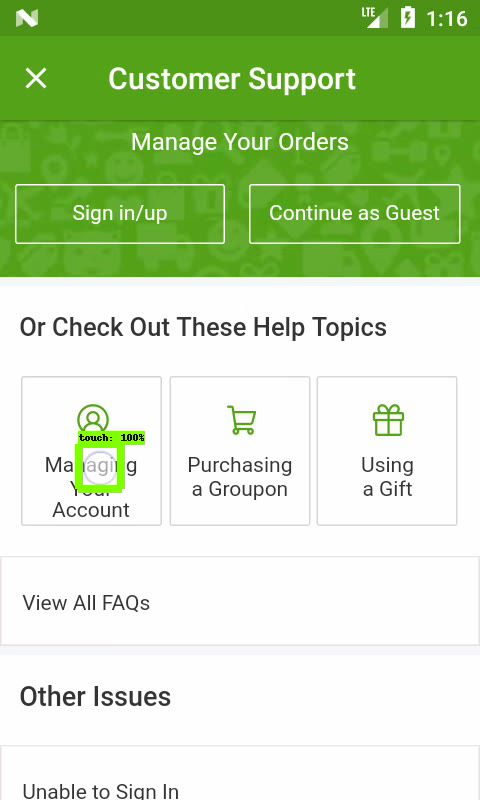 LTE 1:16
Customer Support
Manage Your Orders
Sign in/up
Continue as Guest
Or Check Out These Help Topics
touch: 100%
Managing
Your
Account
Purchasing
a Groupon
Using
a Gift
View All FAQs
Other Issues
Unable to Sign In